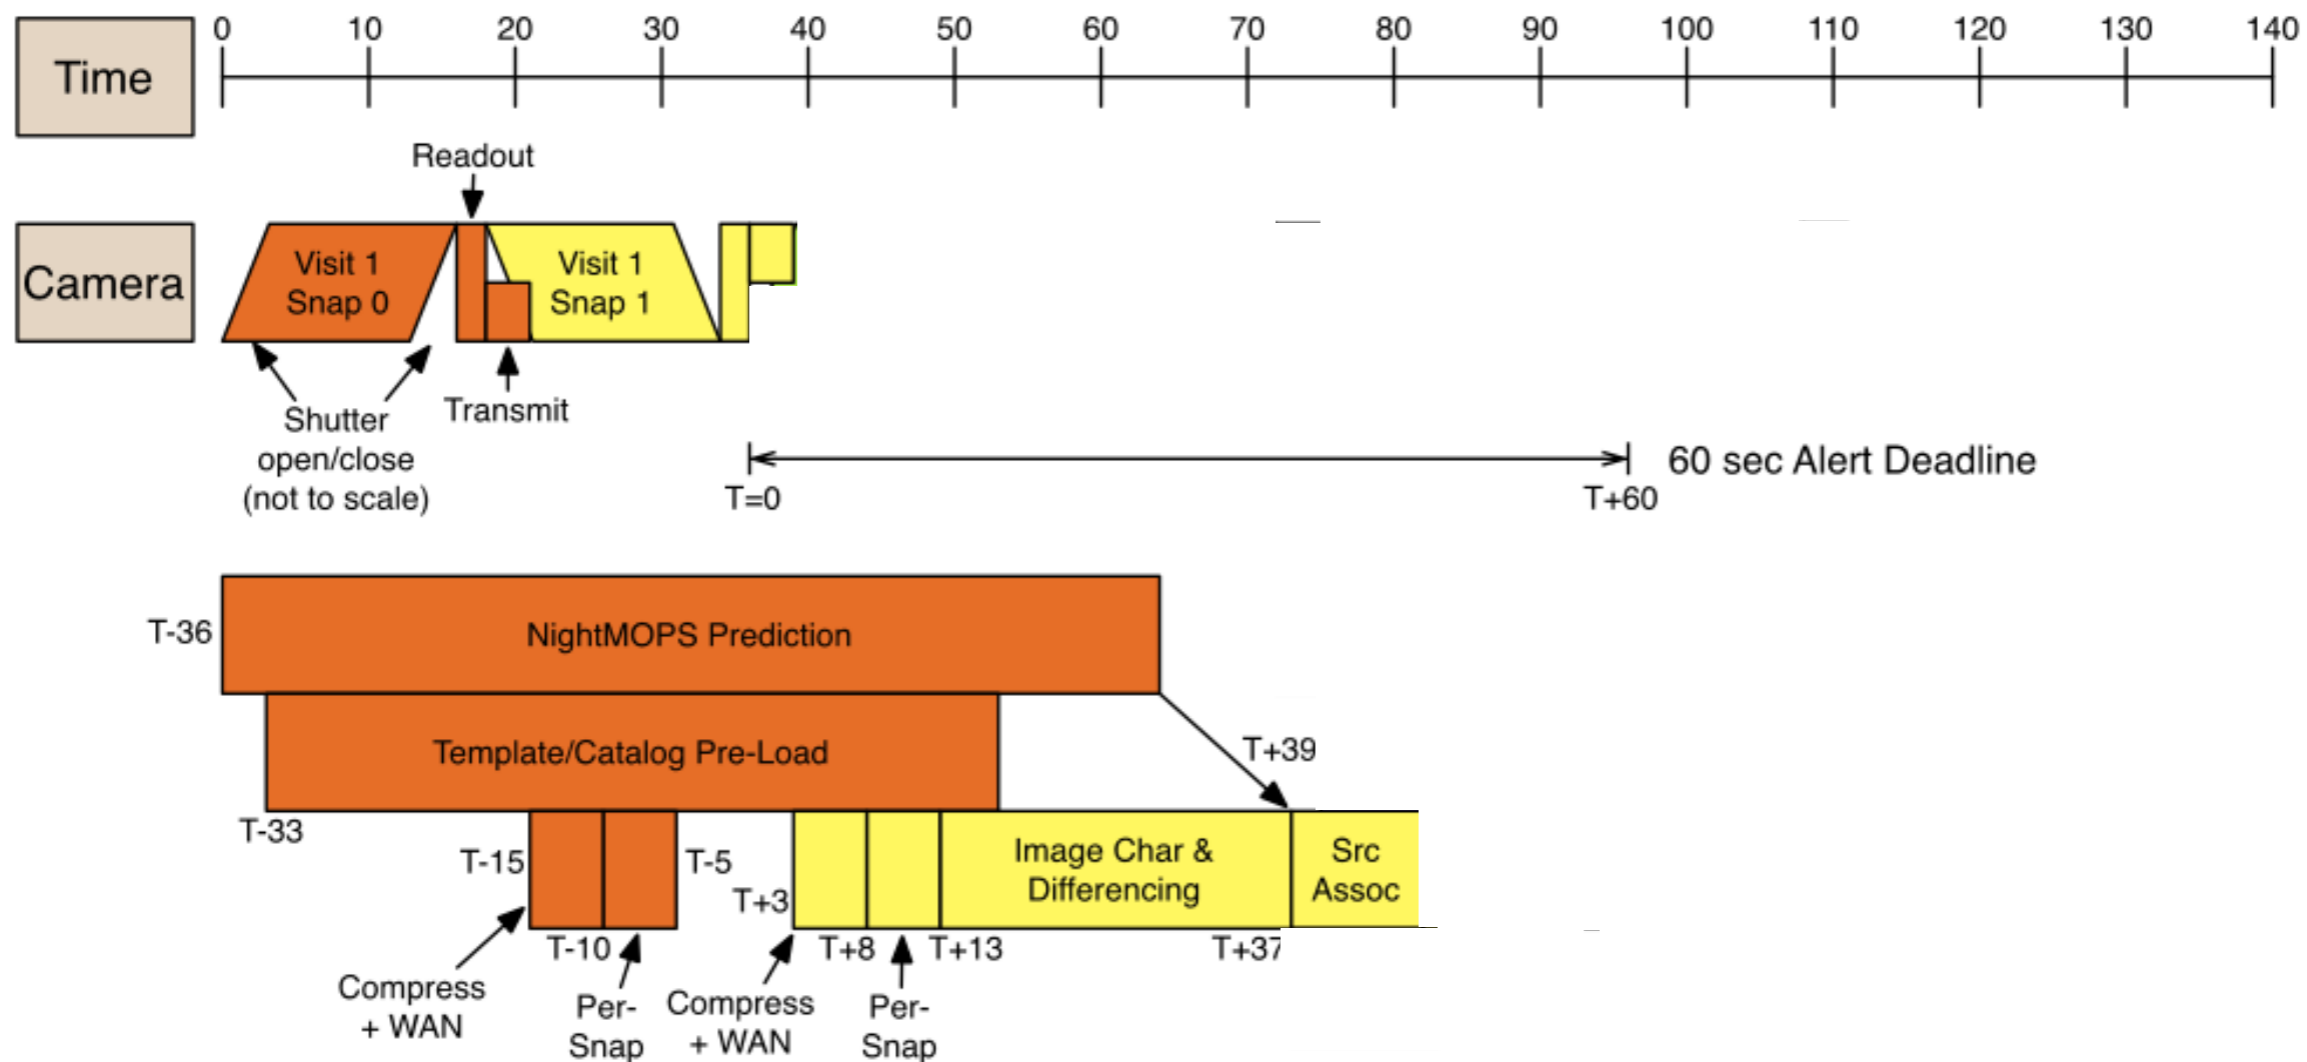 Time
0 10 20 30 40 50 60 70 80 90 100 110 120 130 140
Readout
Camera
Visit 1
Snap 0
Visit 1
Snap 1
Shutter
open/close
(not to scale)
Transmit
T=0
T+60
60 sec Alert Deadline
T-36
NightMOPS Prediction
Template/Catalog Pre-Load
T+39
T-33
T-15
T-5
T+3
Image Char &
Differencing
Src
Assoc
T-10
T+8
T+13
T+37
Compress
+ WAN
Per-
Snap
Compress
+ WAN
Per-
Snap